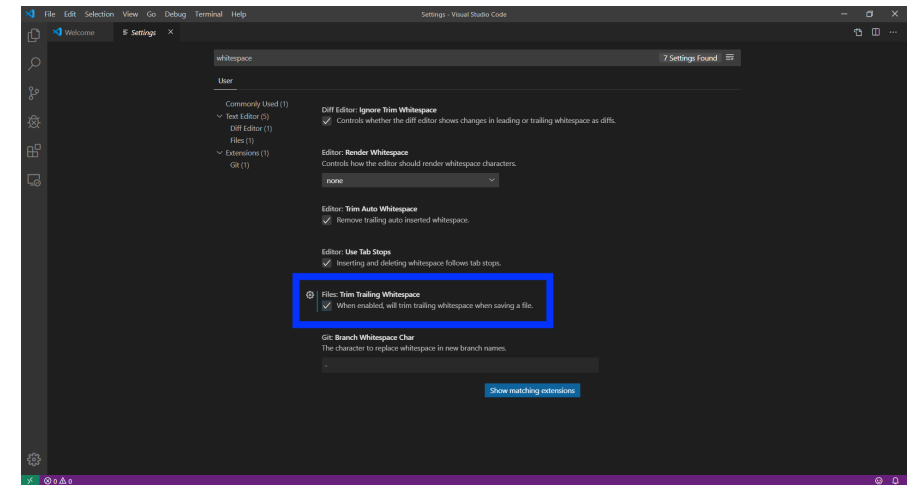 File Edit Selection View Go Debug Terminal Help
Settings - Visual Studio Code
Welcome
Settings
whitespace
7 Settings Found
User
Commonly Used (1)
Text Editor (5)
Diff Editor (1)
Files (1)
Extensions (1)
Git (1)
Diff Editor: Ignore Trim Whitespace
Controls whether the diff editor shows changes in leading or trailing whitespace as diffs.
Editor: Render Whitespace
Controls how the editor should render whitespace characters.
none
Editor: Trim Auto Whitespace
Remove trailing auto inserted whitespace.
Editor: Use Tab Stops
Inserting and deleting whitespace follows tab stops.
Files: Trim Trailing Whitespace
When enabled, will trim trailing whitespace when saving a file.
Git: Branch Whitespace Char
The character to replace whitespace in new branch names.
-
Show matching extensions
0 0